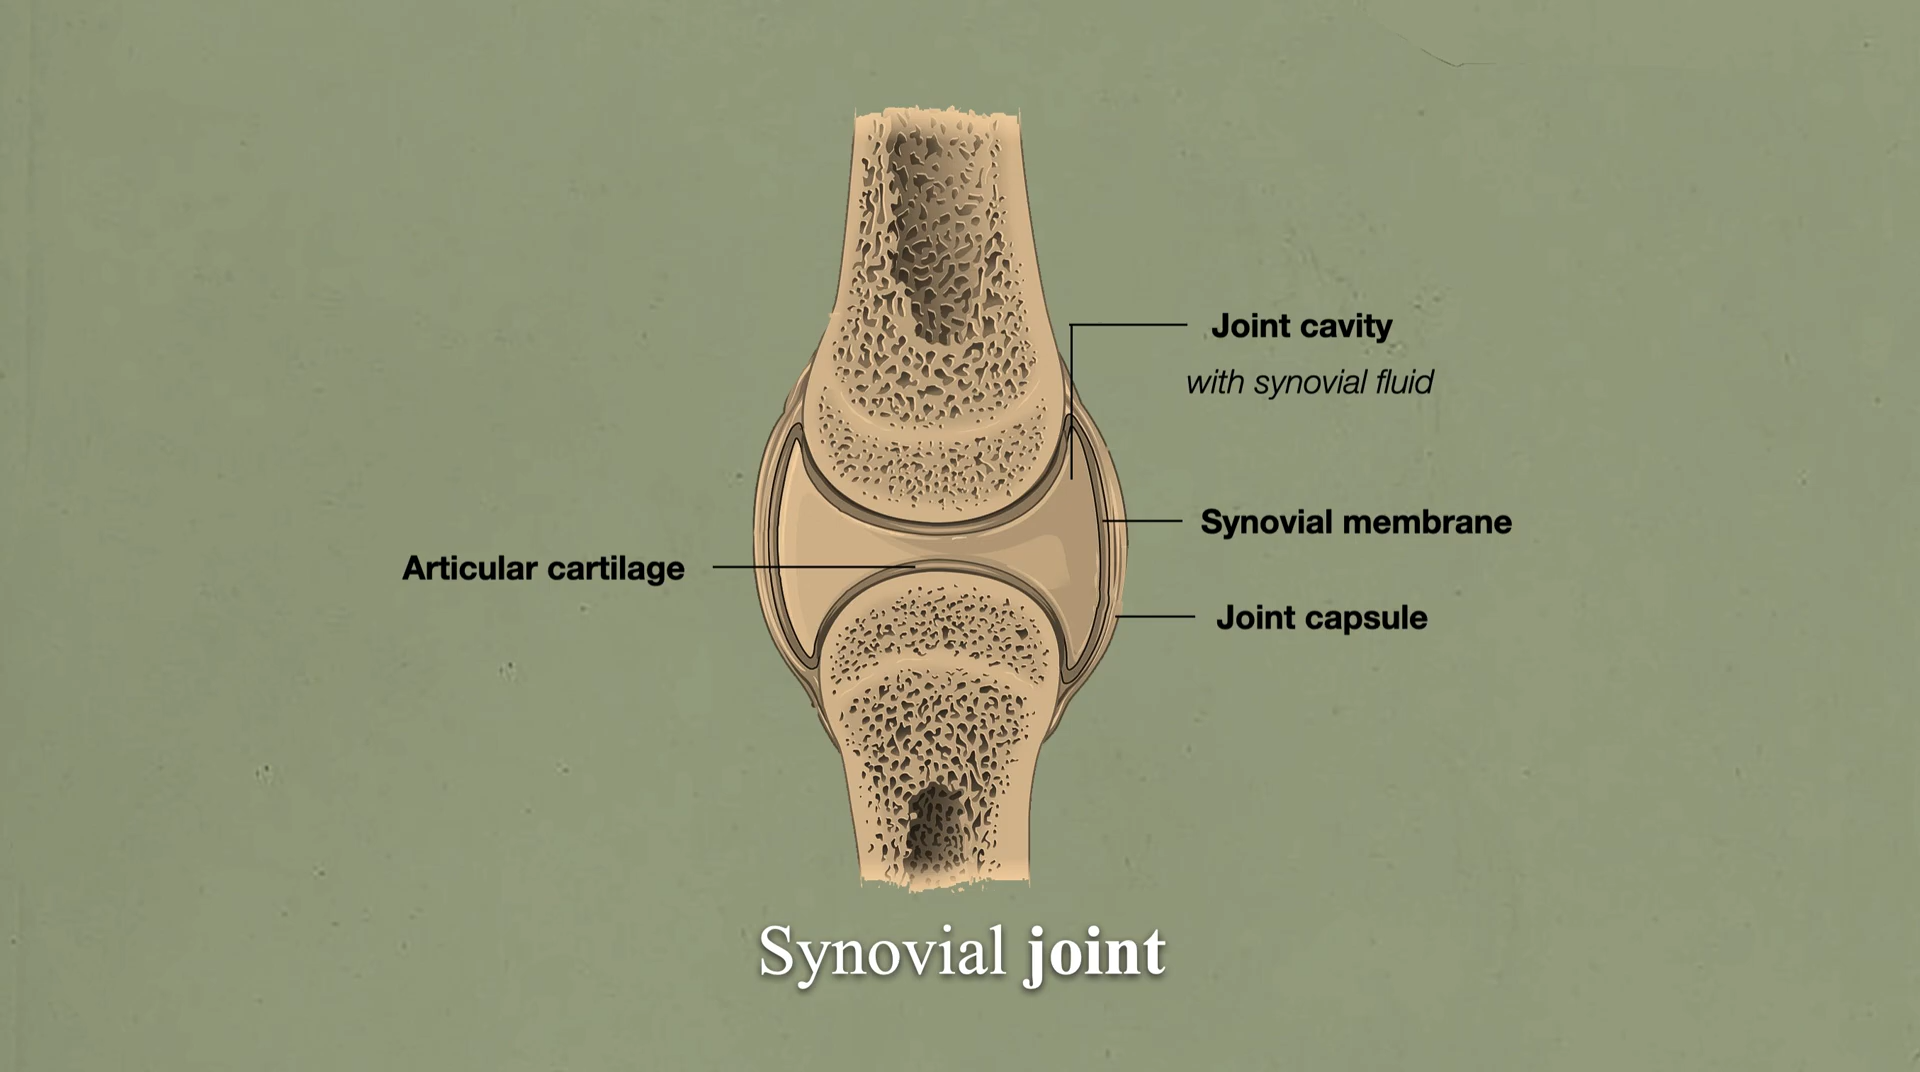 Joint cavity
with synovial fluid
Synovial membrane
Articular cartilage
Joint capsule
Synovial joint